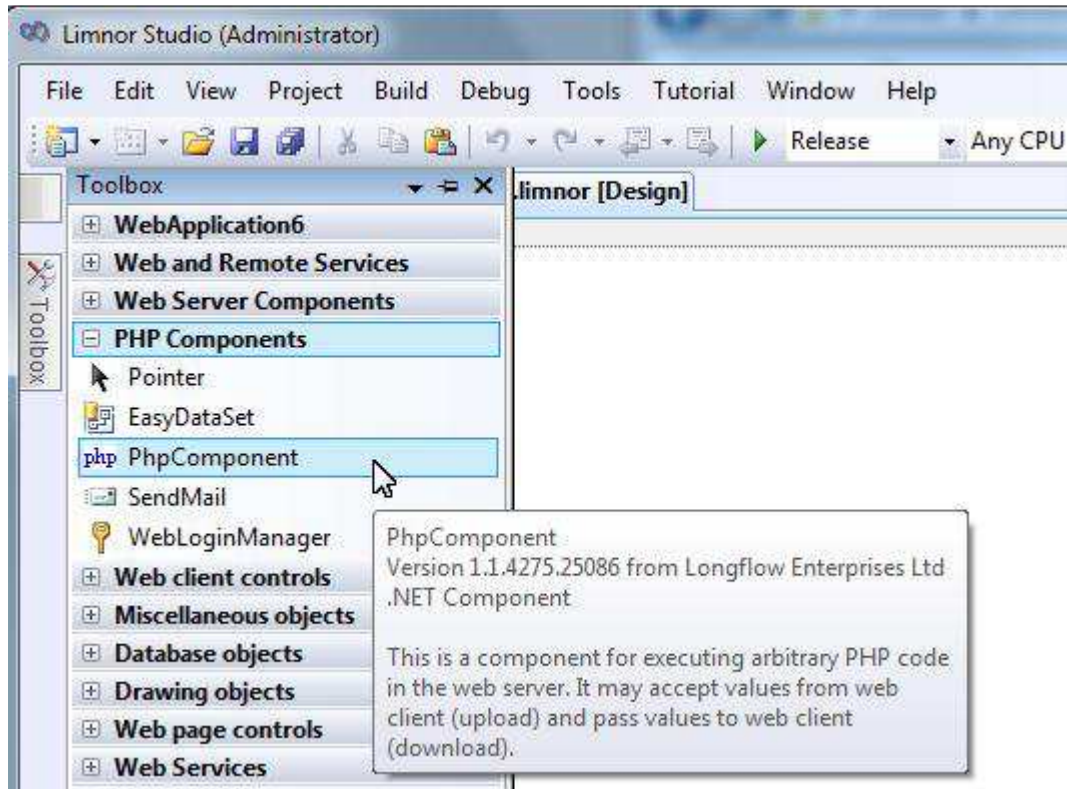 Limnor Studio (Administrator)
File Edit View Project Build Debug Tools Tutorial Window Help
Release Any CPU
Toolbox
.limnor [Design]
WebApplication6
Web and Remote Services
Web Server Components
Toolbox
PHP Components
Pointer
EasyDataSet
php PhpComponent
SendMail
WebLoginManager
Web client controls
Miscellaneous objects
Database objects
Drawing objects
Web page controls
Web Services
PhpComponent
Version 1.1.4275.25086 from Longflow Enterprises Ltd
.NET Component
This is a component for executing arbitrary PHP code
in the web server. It may accept values from web
client (upload) and pass values to web client
(download).